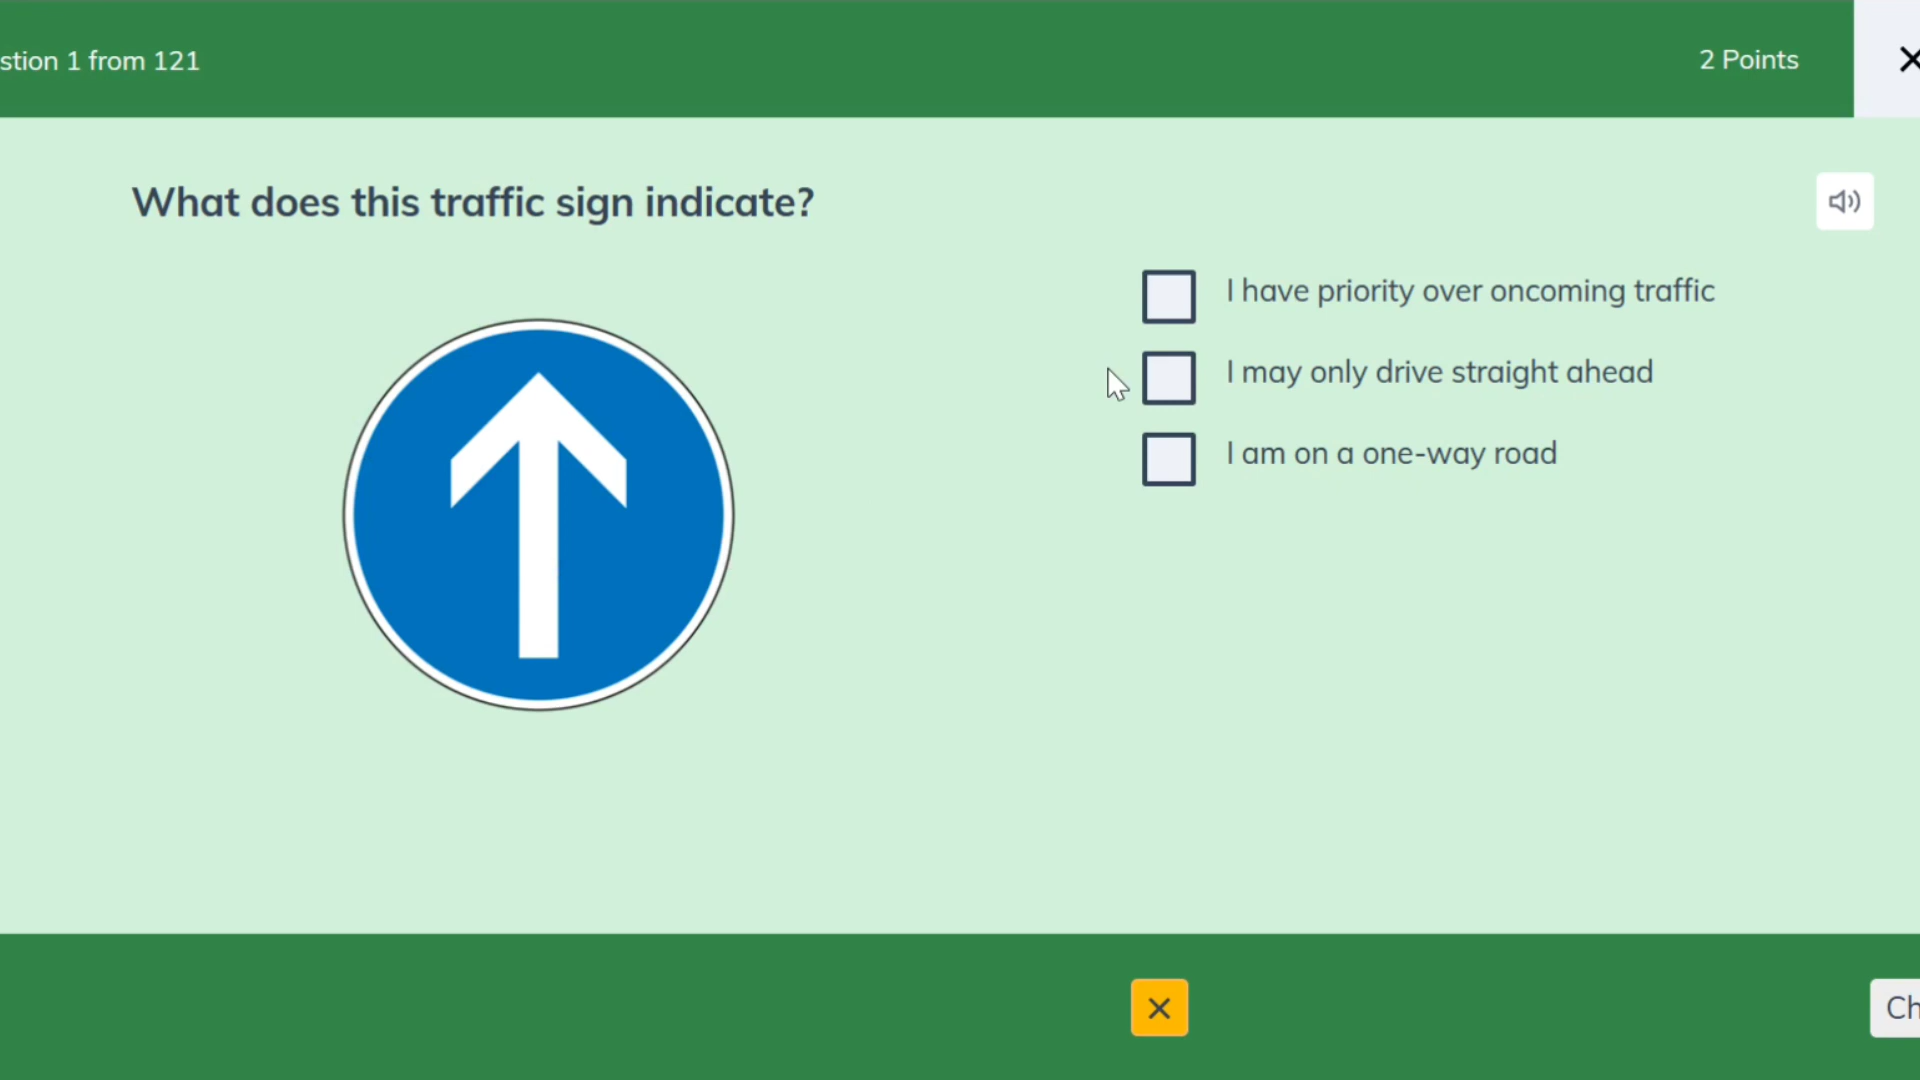 stion 1 from 121
2 Points
What does this traffic sign indicate?
I have priority over oncoming traffic
I may only drive straight ahead
I am on a one-way road
Ch